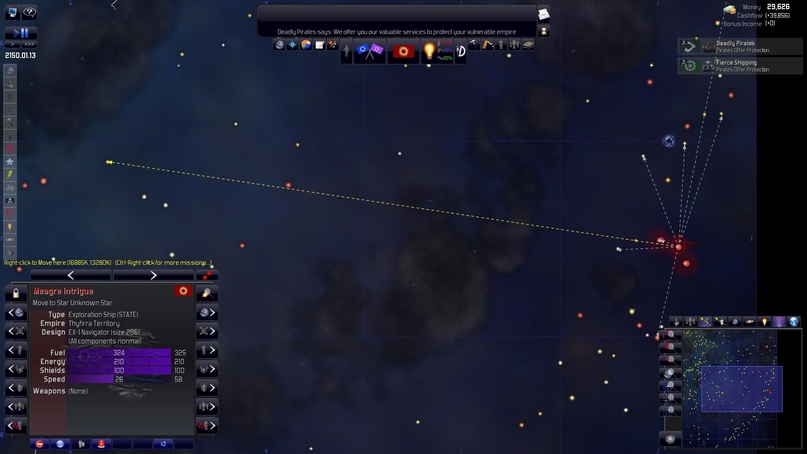 Money 29,626
Cashflow (+39,856)
Bonus Income (+0)
Deadly Pirates says: We offer you our valuable services to protect your vulnerable empire
Deadly Pirates
Pirates Offer Protection
Fierce Shipping
Pirates Offer Protection
2150.01.13
Right-click to Move here (16885K, 1328OK) (Ctrl-Right-click for more missions...)
Meagre Intrigue
Move to Star Unknown Star
Type Exploration Ship (STATE)
Empire Thyfirra Territory
Design EX-1 Navigator (size 206)
(All components normal)
Fuel 324 325
Energy 210 210
Shields 100 100
Speed 26 58
Weapons (None)